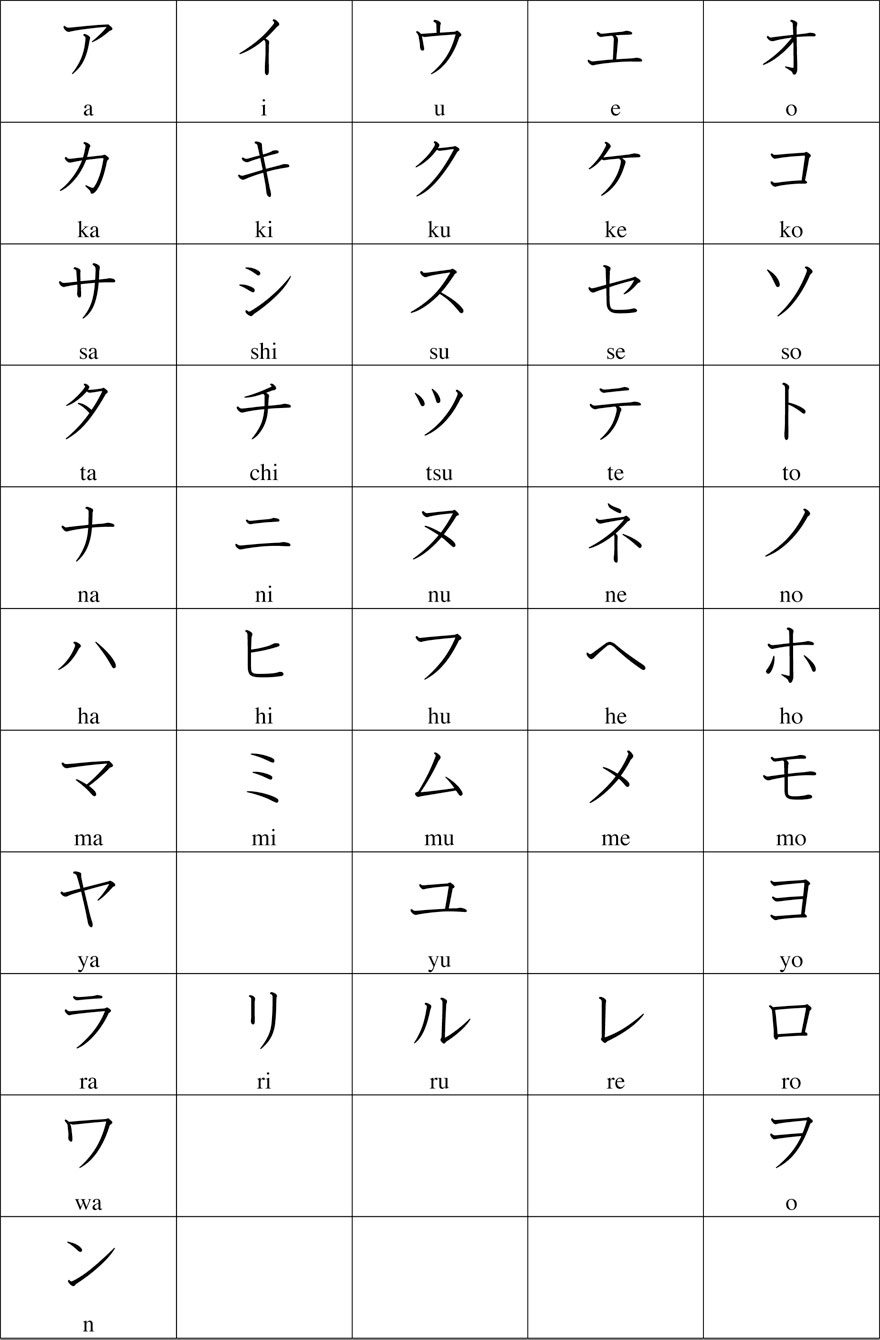 ア イ ウ エ オ
a i u e o
カ キ ク ケ コ
ka ki ku ke ko
サ シ ス セ ソ
sa shi su se so
タ チ ツ テ ト
ta chi tsu te to
ナ ニ ヌ ネ ノ
na ni nu ne no
ハ ヒ フ ヘ ホ
ha hi hu he ho
マ ミ ム メ モ
ma mi mu me mo
ヤ ユ ヨ
ya yu yo
ラ リ ル レ ロ
ra ri ru re ro
ワ ヲ
wa o
ン
n